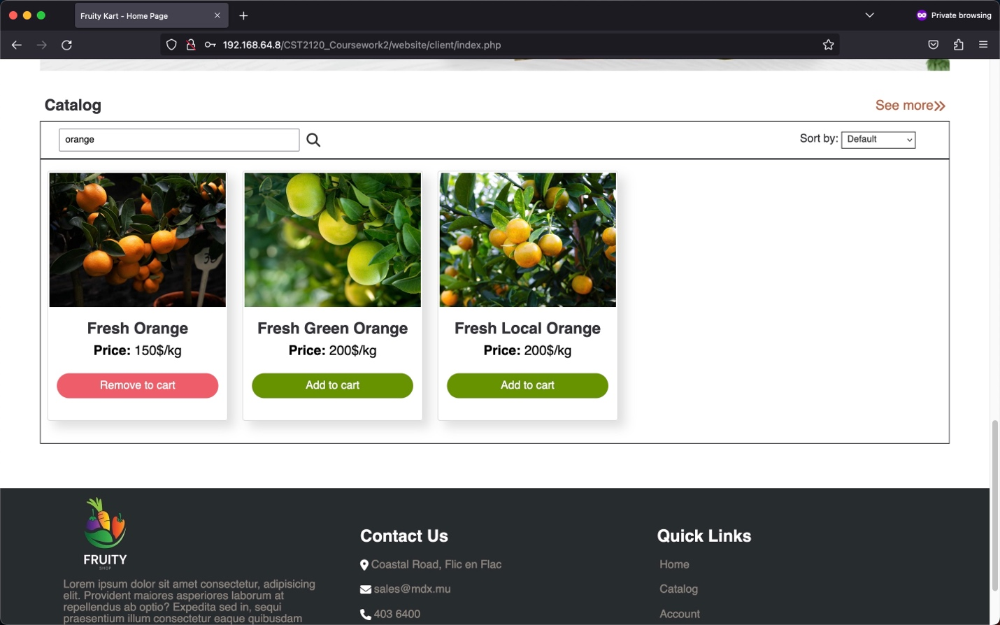 Fruity Kart - Home Page
Private browsing
192.168.64.8/CST2120_Coursework2/website/client/index.php
Catalog
See more
orange
Sort by: Default
Fresh Orange
Price: 150$/kg
Remove to cart
Fresh Green Orange
Price: 200$/kg
Add to cart
Fresh Local Orange
Price: 200$/kg
Add to cart
FRUITY
SHOP
Lorem ipsum dolor sit amet consectetur, adipisicing
elit. Provident maiores asperiores laborum at
repellendus ab optio? Expedita sed in, sequi
praesentium illum consectetur eaque quibusdam
Contact Us
Coastal Road, Flic en Flac
sales@mdx.mu
403 6400
Quick Links
Home
Catalog
Account